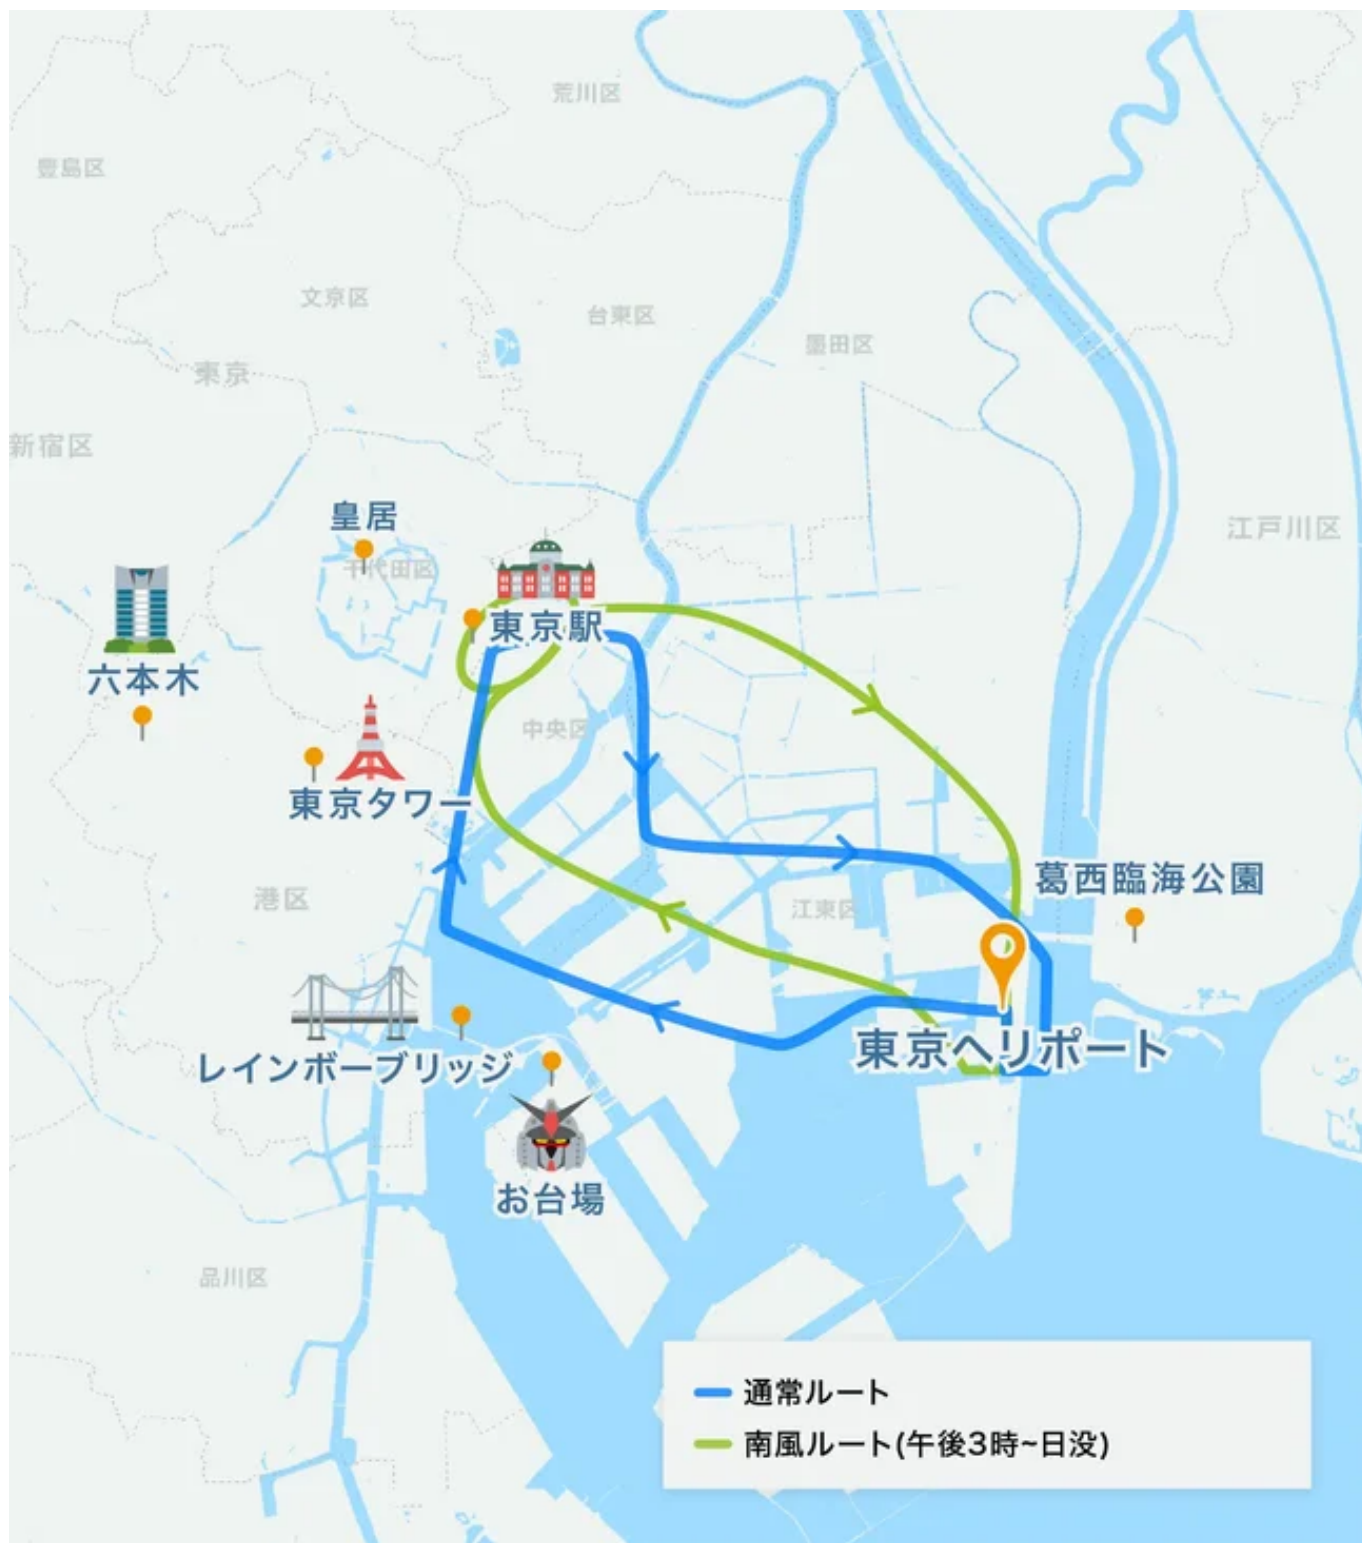 荒川区
豊島区
文京区
台東区
墨田区
東京
新宿区
皇居
江戸川区
千代田区
東京駅
六本木
中央区
東京タワー
葛西臨海公園
港区
江東区
東京ヘリポート
レインボーブリッジ
お台場
品川区
通常ルート
南風ルート(午後3時~日没)